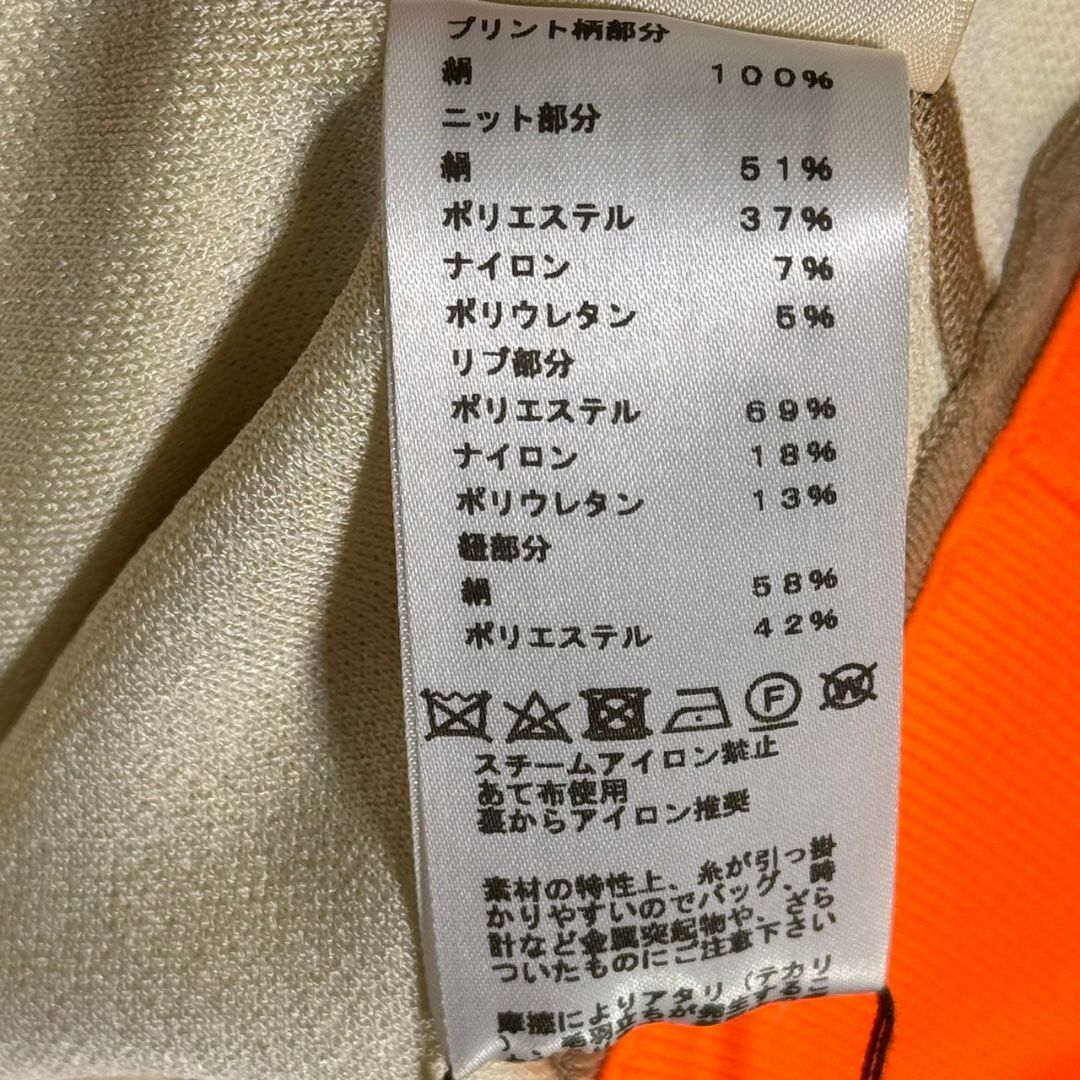 プリント柄部分
絹 100%
ニット部分
絹 51%
ポリエステル 37%
ナイロン 7%
ポリウレタン 5%
リブ部分
ポリエステル 69%
ナイロン 18%
ポリウレタン 13%
紐部分
絹 58%
ポリエステル 42%
F
W
スチームアイロン禁止
あて布使用
裏からアイロン推奨
素材の特性上、糸が引っ掛
かりやすいのでバッグ、時
計など金属突起物や、ざら
ついたものにご注意下さい
摩擦によりアタリ(テカリ